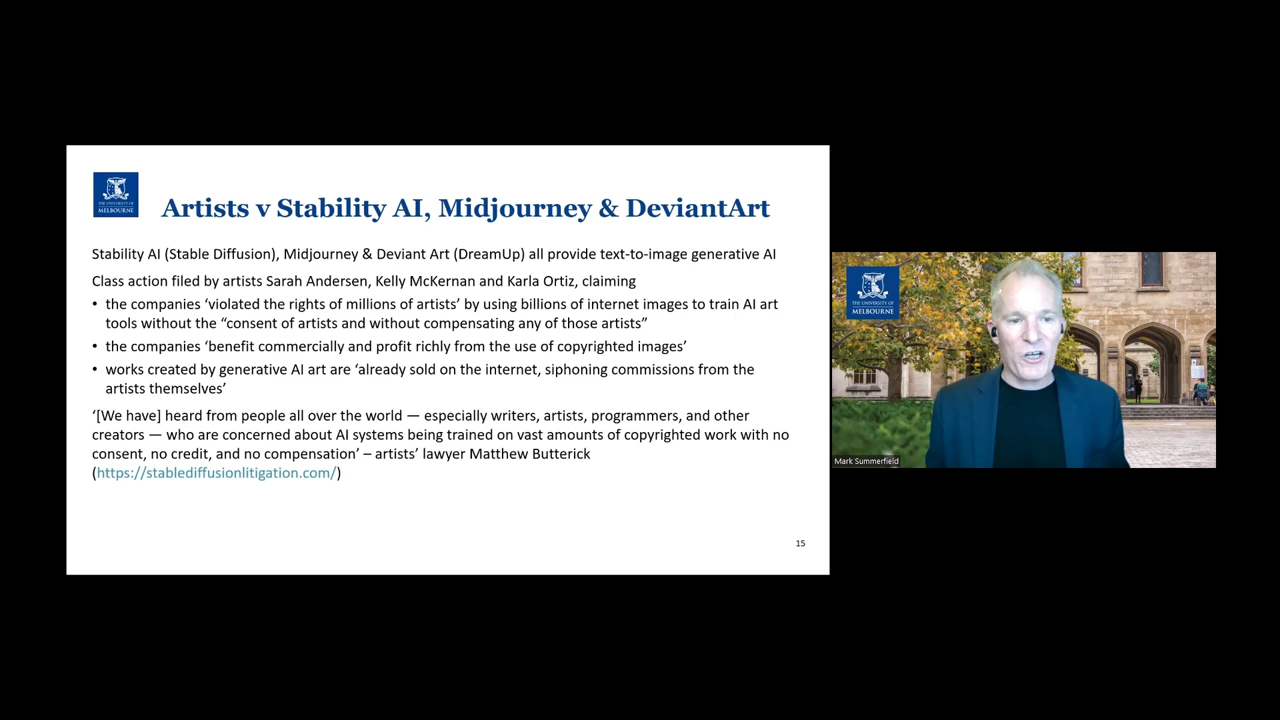 THE UNIVERSITY OF
MELBOURNE
Artists v Stability AI, Midjourney & DeviantArt
Stability AI (Stable Diffusion), Midjourney & Deviant Art (DreamUp) all provide text-to-image generative AI
Class action filed by artists Sarah Andersen, Kelly McKernan and Karla Ortiz, claiming
• the companies ‘violated the rights of millions of artists’ by using billions of internet images to train AI art
tools without the “consent of artists and without compensating any of those artists”
• the companies ‘benefit commercially and profit richly from the use of copyrighted images’
• works created by generative AI art are ‘already sold on the internet, siphoning commissions from the
artists themselves’
‘[We have] heard from people all over the world — especially writers, artists, programmers, and other
creators — who are concerned about AI systems being trained on vast amounts of copyrighted work with no
consent, no credit, and no compensation’ – artists’ lawyer Matthew Butterick
(https://stablediffusionlitigation.com/)
15
THE UNIVERSITY OF
MELBOURNE
Mark Summerfield